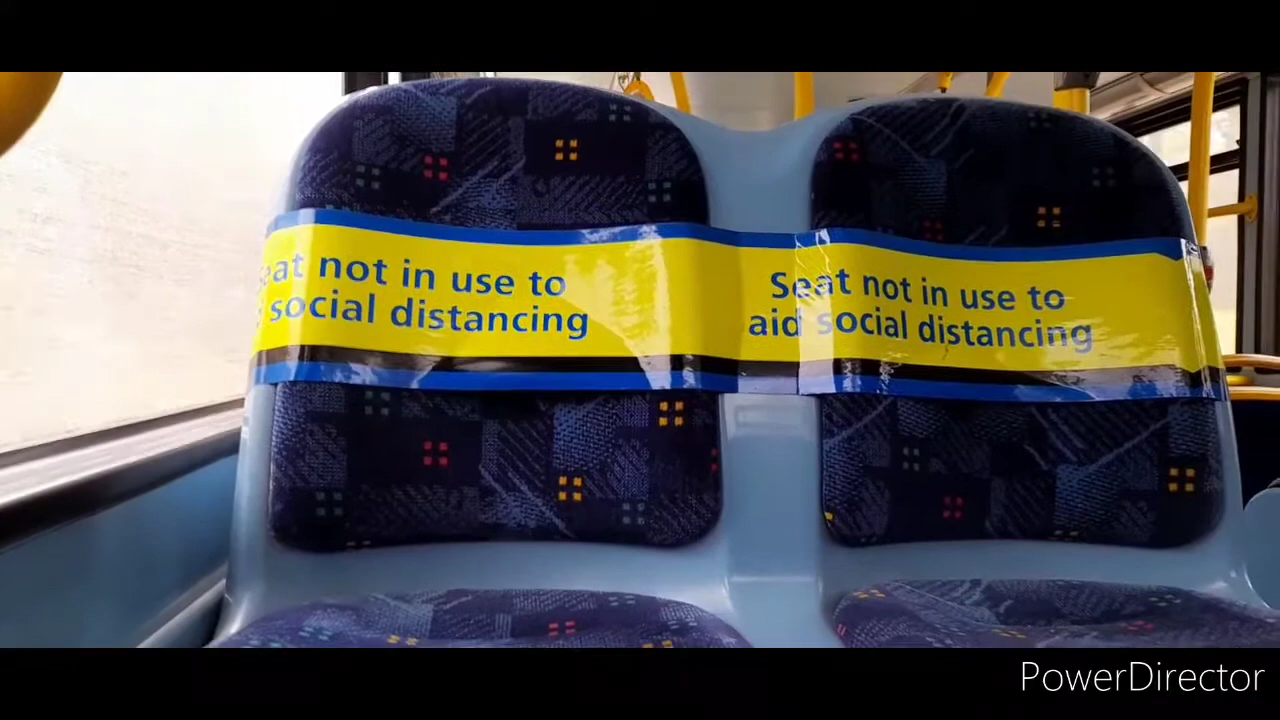 eat not in use to
social distancing
Seat not in use to
aid social distancing
PowerDirector